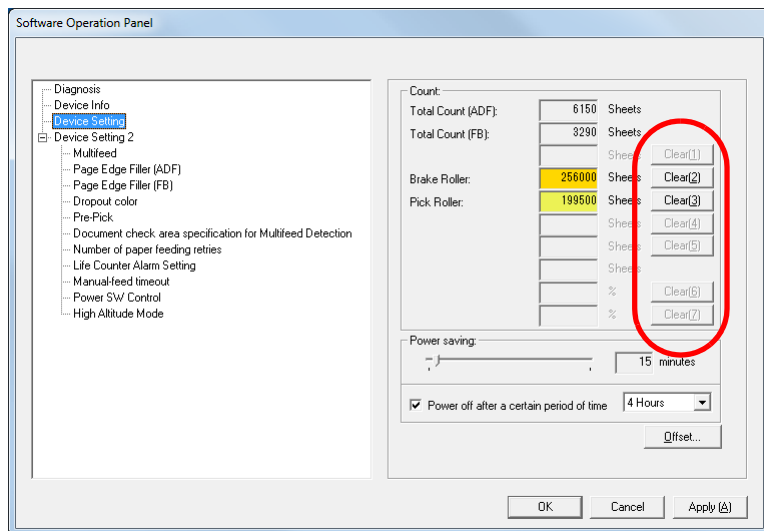 Software Operation Panel
Diagnosis
Device Info
Device Setting
Device Setting 2
Multifeed
Page Edge Filler (ADF)
Page Edge Filler (FB)
Dropout color
Pre-Pick
Document check area specification for Multifeed Detection
Number of paper feeding retries
Life Counter Alarm Setting
Manual-feed timeout
Power SW Control
High Altitude Mode
Count:
Total Count (ADF): 6150 Sheets
Total Count (FB): 3290 Sheets
Sheets Clear(1)
Brake Roller: 256000 Sheets Clear(2)
Pick Roller: 199500 Sheets Clear(3)
Sheets Clear(4)
Sheets Clear(5)
Sheets
% Clear(6)
% Clear(7)
Power saving:
15 minutes
Power off after a certain period of time 4 Hours
Offset...
OK Cancel Apply (A)